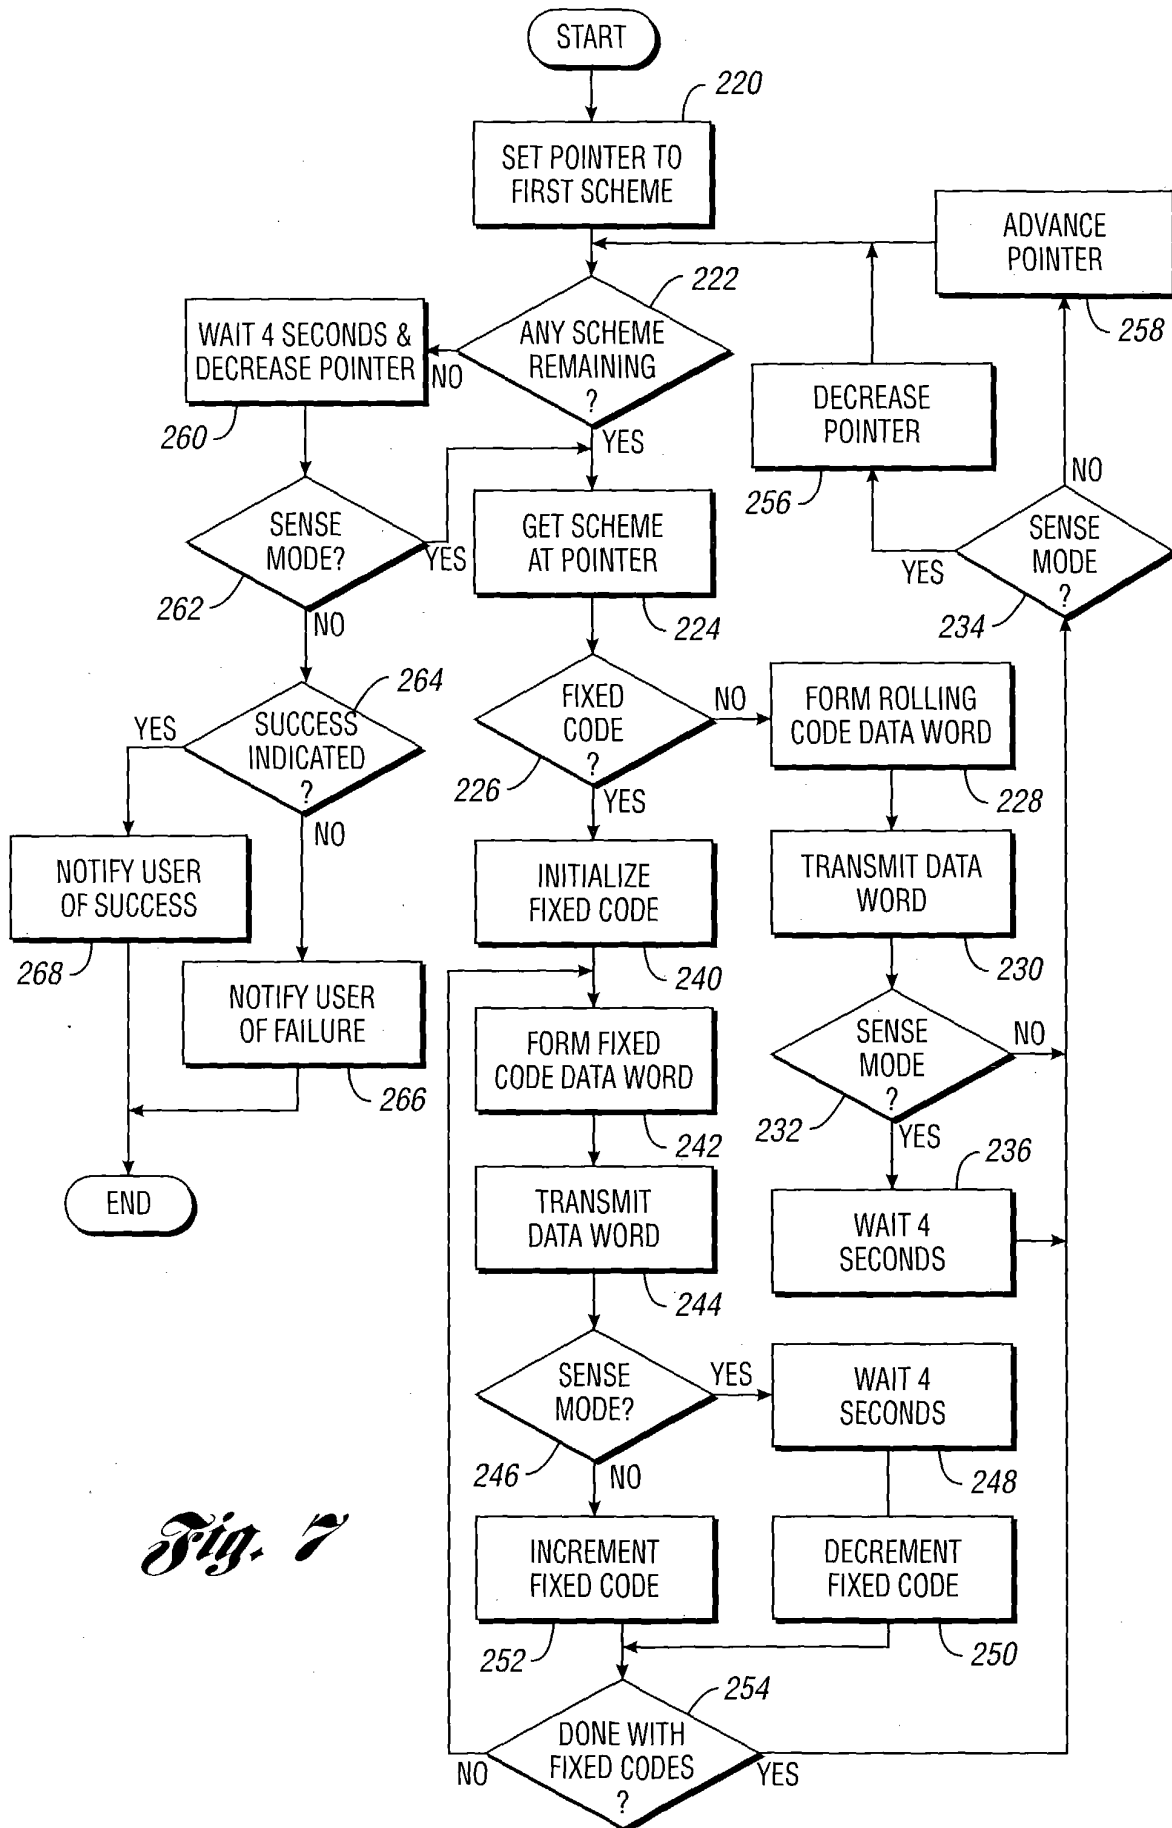 START
220
SET POINTER TO
FIRST SCHEME
ADVANCE
POINTER
258
222
ANY SCHEME
REMAINING
?
NO
YES
WAIT 4 SECONDS &
DECREASE POINTER
260
DECREASE
POINTER
256
NO
SENSE
MODE
?
YES
234
SENSE
MODE?
YES
262
NO
GET SCHEME
AT POINTER
224
264
SUCCESS
INDICATED
?
YES
NO
FIXED
CODE
?
NO
226
YES
FORM ROLLING
CODE DATA WORD
228
NOTIFY USER
OF SUCCESS
268
INITIALIZE
FIXED CODE
240
TRANSMIT DATA
WORD
230
NOTIFY USER
OF FAILURE
266
FORM FIXED
CODE DATA WORD
242
SENSE
MODE
?
NO
232
YES
236
END
TRANSMIT
DATA WORD
244
WAIT 4
SECONDS
SENSE
MODE?
YES
246
NO
WAIT 4
SECONDS
248
Fig. 7
INCREMENT
FIXED CODE
252
DECREMENT
FIXED CODE
250
254
DONE WITH
FIXED CODES
?
NO
YES